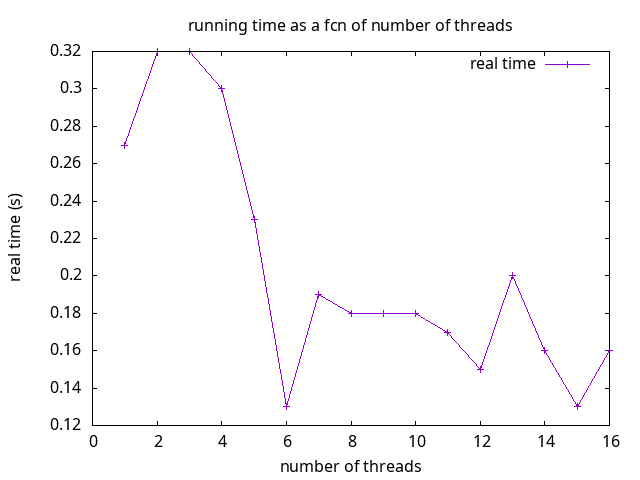 running time as a fcn of number of threads
real time
0.32
0.3
0.28
0.26
0.24
0.22
0.2
0.18
0.16
0.14
0.12
real time (s)
0 2 4 6 8 10 12 14 16
number of threads